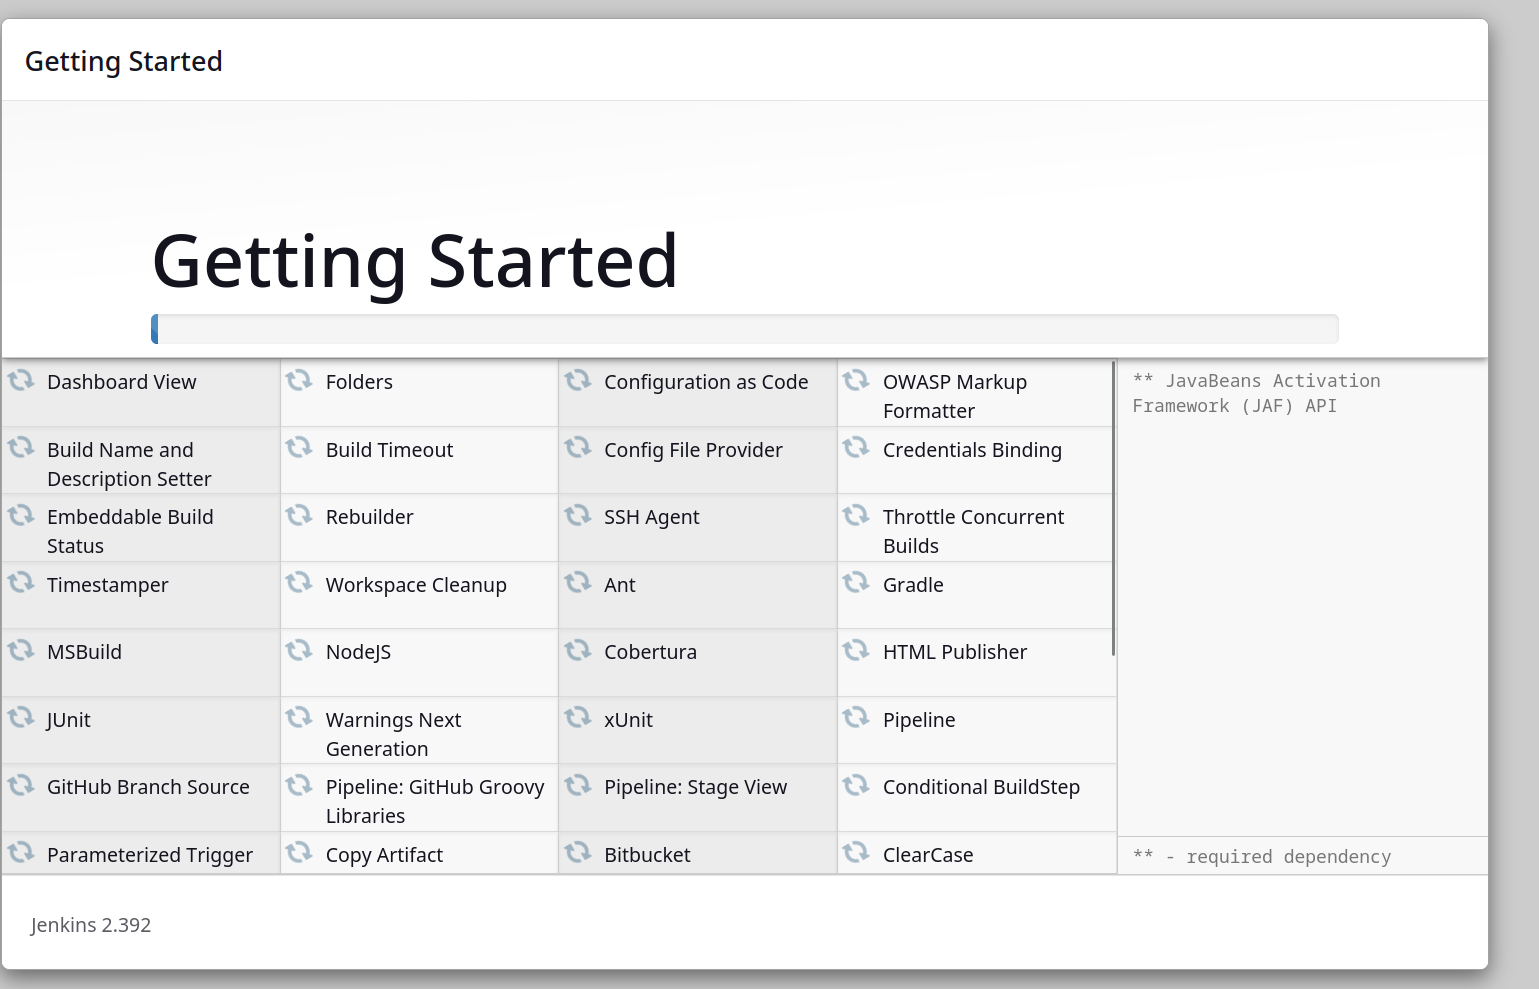 Getting Started
Getting Started
Dashboard View
Folders
Configuration as Code
OWASP Markup
Formatter
Build Name and
Description Setter
Build Timeout
Config File Provider
Credentials Binding
Embeddable Build
Status
Rebuilder
SSH Agent
Throttle Concurrent
Builds
Timestamper
Workspace Cleanup
Ant
Gradle
MSBuild
NodeJS
Cobertura
HTML Publisher
JUnit
Warnings Next
Generation
xUnit
Pipeline
GitHub Branch Source
Pipeline: GitHub Groovy
Libraries
Pipeline: Stage View
Conditional BuildStep
Parameterized Trigger
Copy Artifact
Bitbucket
ClearCase
** JavaBeans Activation
Framework (JAF) API
** - required dependency
Jenkins 2.392